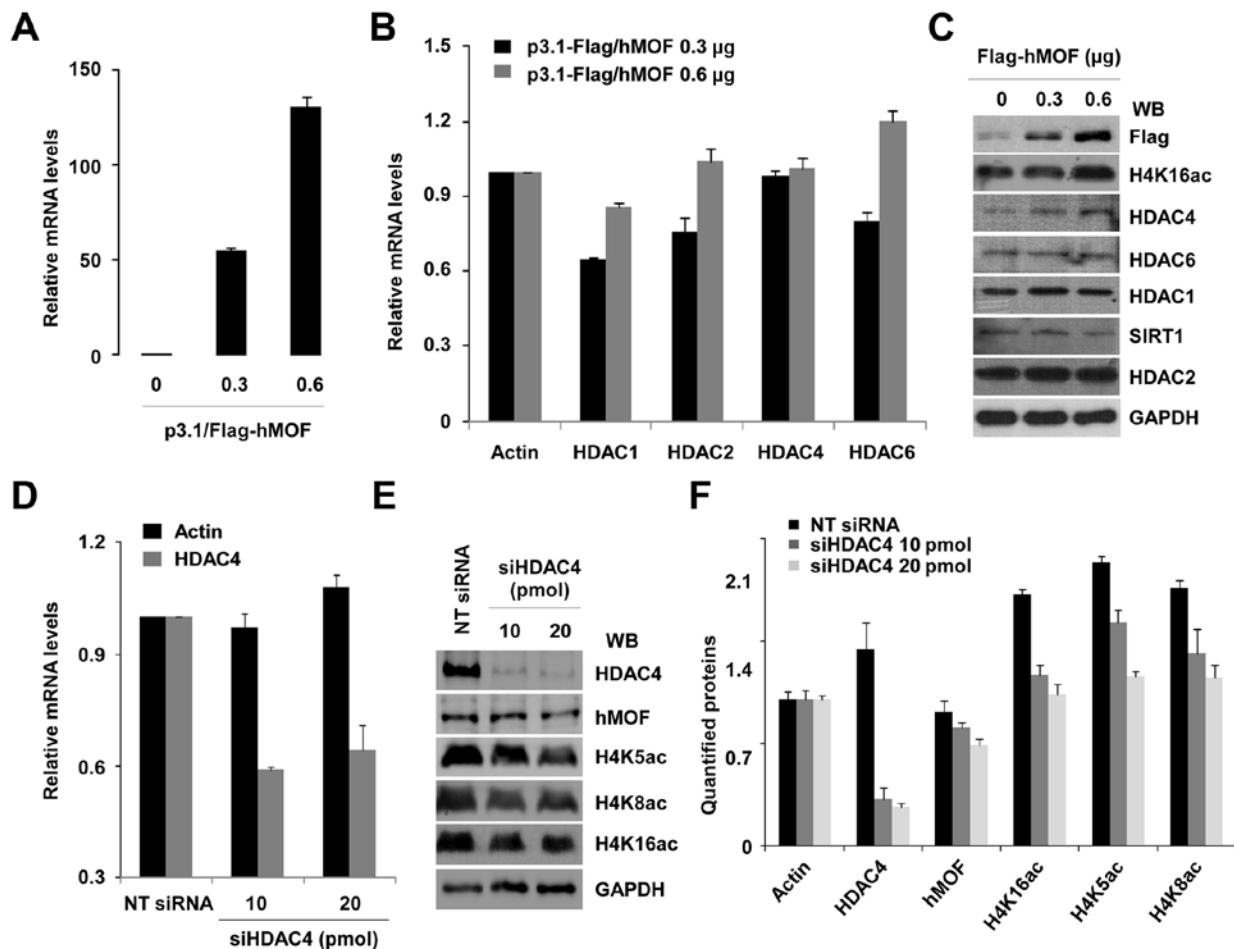 A
Relative mRNA levels
150
100
50
0
0 0.3 0.6
p3.1/Flag-hMOF
B
p3.1-Flag/hMOF 0.3 µg
p3.1-Flag/hMOF 0.6 µg
Relative mRNA levels
1.5
1.2
0.9
0.6
0.3
0
Actin HDAC1 HDAC2 HDAC4 HDAC6
C
Flag-hMOF (µg)
0 0.3 0.6 WB
Flag
H4K16ac
HDAC4
HDAC6
HDAC1
SIRT1
HDAC2
GAPDH
D
Actin
HDAC4
Relative mRNA levels
1.2
0.9
0.6
0.3
NT siRNA 10 20
siHDAC4 (pmol)
E
NT siRNA
siHDAC4
(pmol)
10 20 WB
HDAC4
hMOF
H4K5ac
H4K8ac
H4K16ac
GAPDH
F
NT siRNA
siHDAC4 10 pmol
siHDAC4 20 pmol
Quantified proteins
2.1
1.4
0.7
0
Actin HDAC4 hMOF H4K16ac H4K5ac H4K8ac